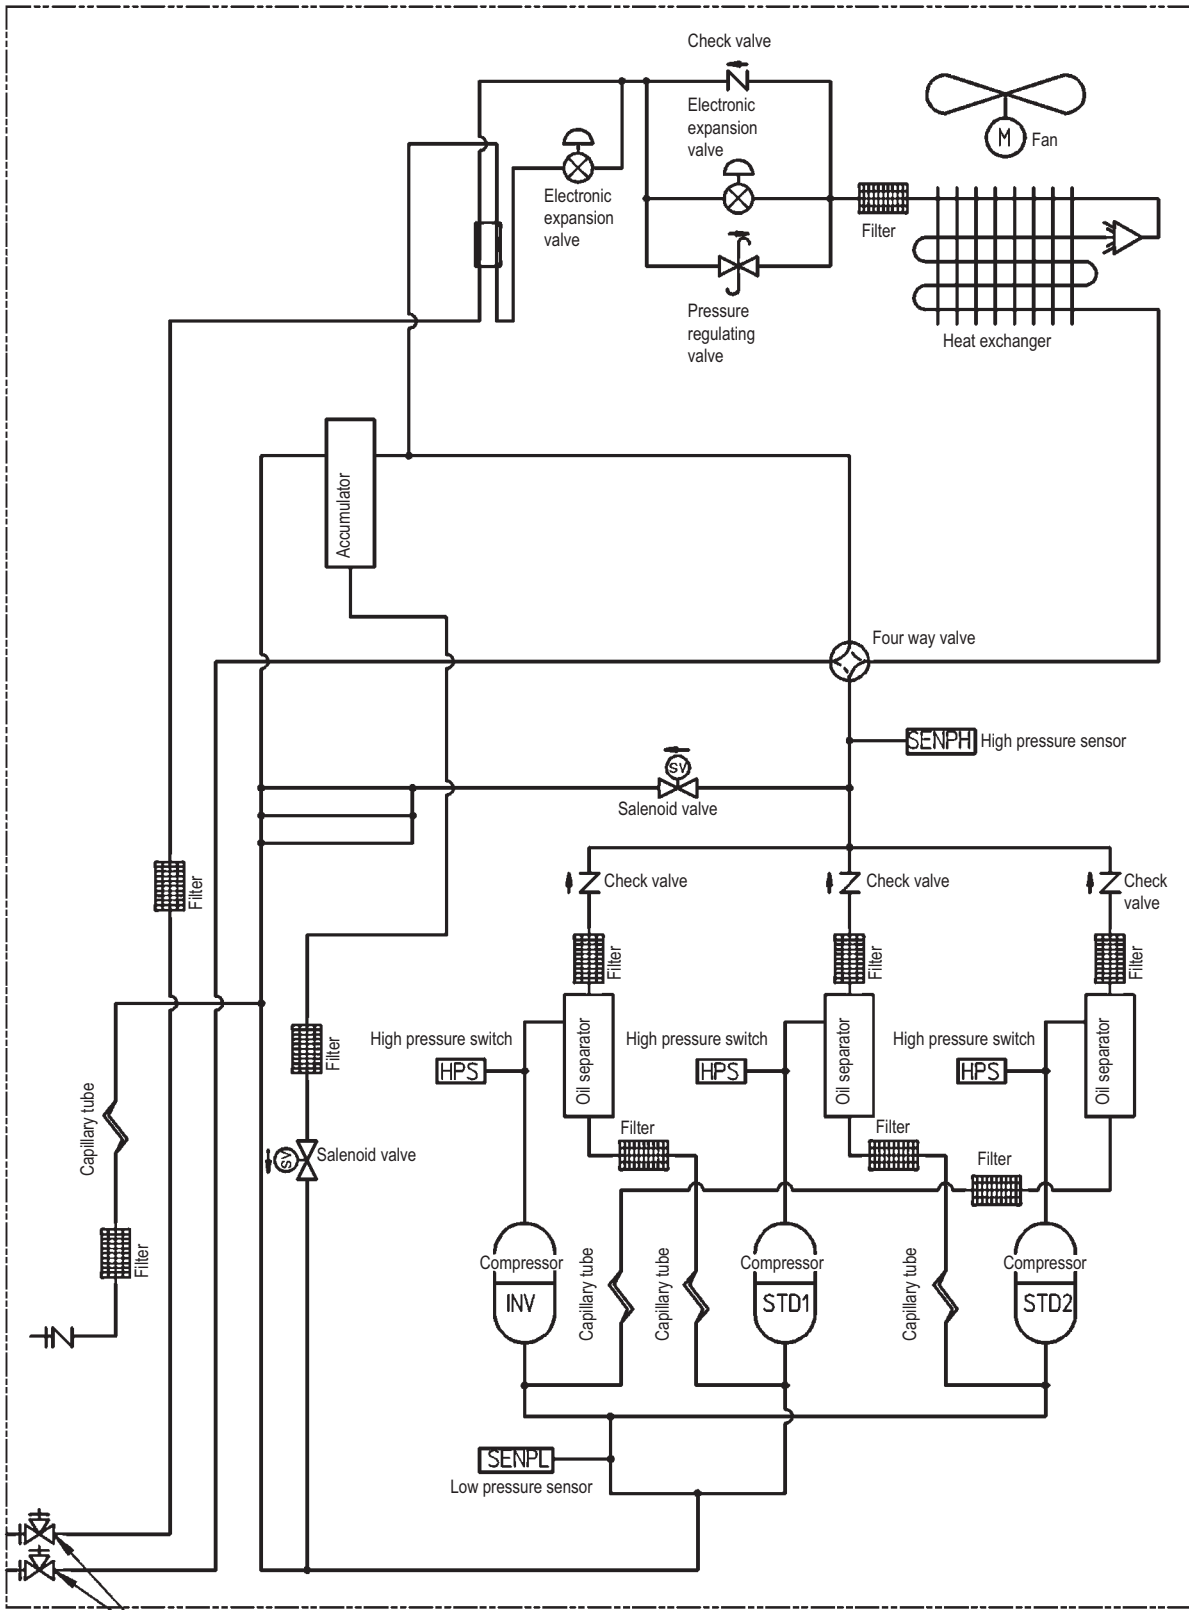 Check valve
Electronic
expansion
valve
M
Fan
Electronic
expansion
valve
Filter
Pressure
regulating
valve
Heat exchanger
Accumulator
Four way valve
SENPH
High pressure sensor
SV
Salenoid valve
Filter
Check valve
Check valve
Check
valve
Filter
Filter
Filter
High pressure switch
HPS
Oil separator
High pressure switch
HPS
Oil separator
High pressure switch
HPS
Oil separator
Filter
Capillary tube
SV
Salenoid valve
Filter
Filter
Filter
Filter
Compressor
INV
Capillary tube
Capillary tube
Compressor
STD1
Capillary tube
Compressor
STD2
SENPL
Low pressure sensor